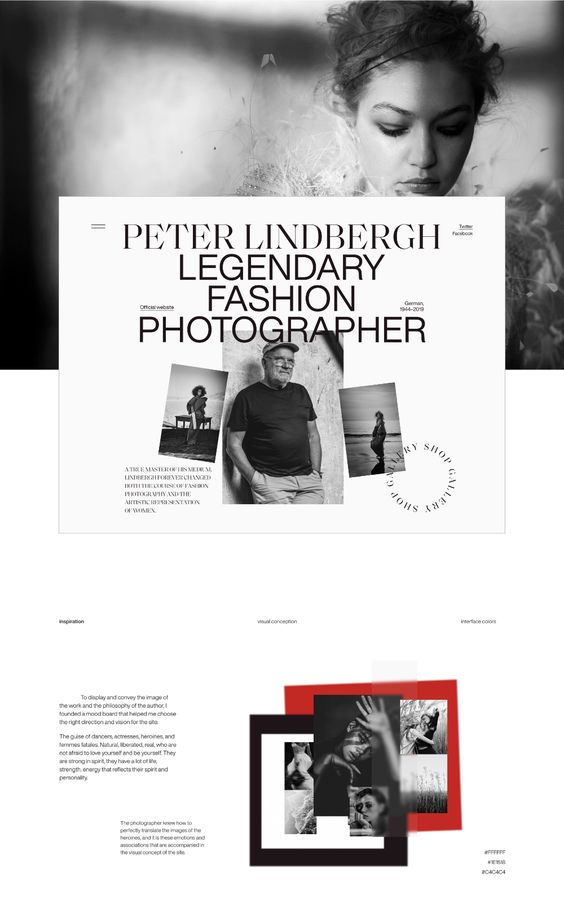 PETER LINDBERGH
Twitter
Facebook
LEGENDARY
FASHION
Official website
German,
1944–2019
PHOTOGRAPHER
A TRUE MASTER OF HIS MEDIUM,
LINDBERGH FOREVER CHANGED
BOTH THE COURSE OF FASHION
PHOTOGRAPHY AND THE
ARTISTIC REPRESENTATION
OF WOMEN.
GALLERY SHOP GALLERY SHOP
inspiration
visual conception
interface colors
To display and convey the image of
the work and the philosophy of the author, I
founded a mood board that helped me choose
the right direction and vision for the site.
The guise of dancers, actresses, heroines, and
femmes fatales. Natural, liberated, real, who are
not afraid to love yourself and be yourself. They
are strong in spirit, they have a lot of life,
strength, energy that reflects their spirit and
personality.
The photographer knew how to
perfectly translate the images of the
heroines, and it is these emotions and
associations that are accompanied in
the visual concept of the site.
#FFFFFF
#C4C4C4